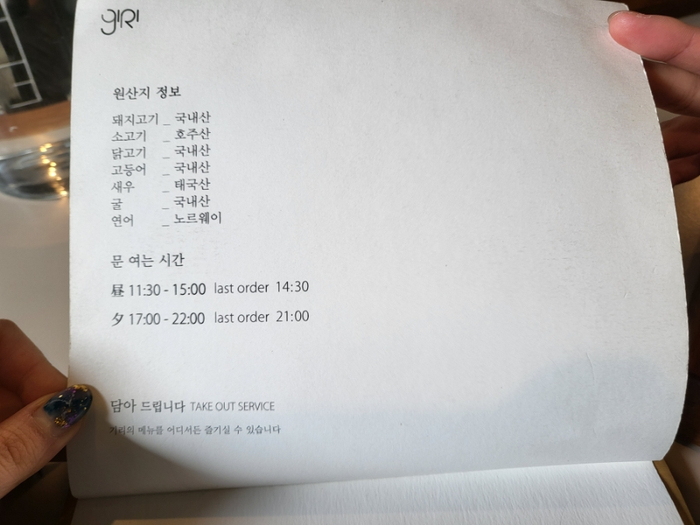 gIRI
원산지 정보
돼지고기 _ 국내산
소고기 _ 호주산
닭고기 _ 국내산
고등어 _ 국내산
새우 _ 태국산
굴 _ 국내산
연어 _ 노르웨이
문 여는 시간
昼 11:30 - 15:00 last order 14:30
夕 17:00 - 22:00 last order 21:00
담아 드립니다 TAKE OUT SERVICE
기리의 메뉴를 어디서든 즐기실 수 있습니다